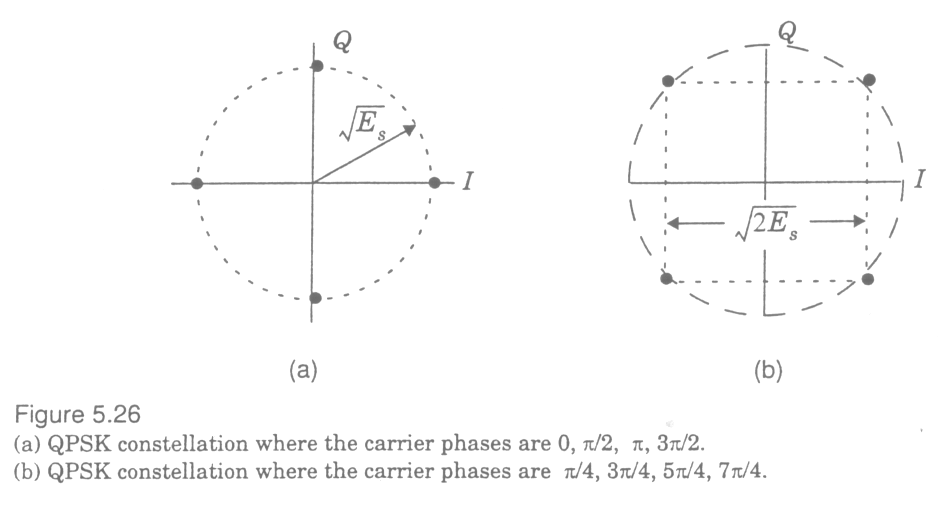 Q
Q
√E_s
I
I
√2E_s
(a)
(b)
Figure 5.26
(a) QPSK constellation where the carrier phases are 0, π/2, π, 3π/2.
(b) QPSK constellation where the carrier phases are π/4, 3π/4, 5π/4, 7π/4.